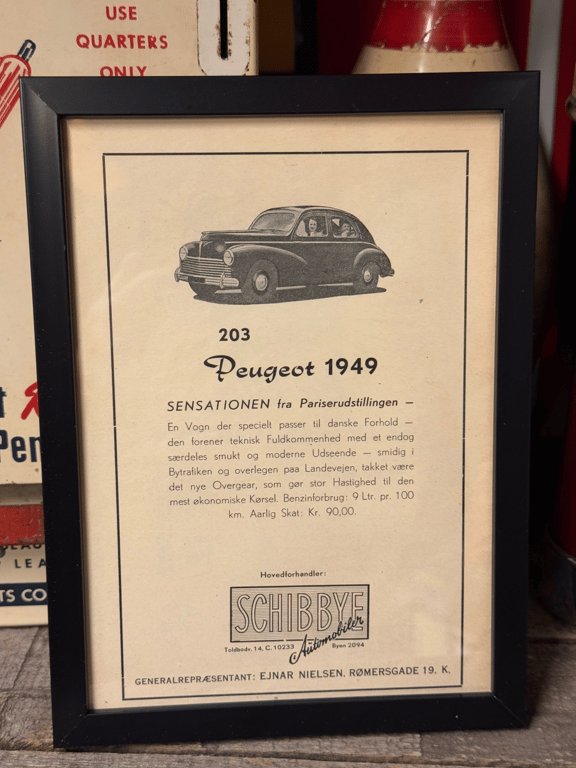 USE
QUARTERS
ONLY
203
Peugeot 1949
SENSATIONEN fra Pariserudstillingen —
En Vogn der specielt passer til danske Forhold —
den forener teknisk Fuldkommenhed med et endog
særdeles smukt og moderne Udseende — smidig i
Bytrafiken og overlegen paa Landevejen, takket være
det nye Overgear, som gør stor Hastighed til den
mest økonomiske Kørsel. Benzinforbrug: 9 Ltr. pr. 100
km. Aarlig Skat: Kr. 90,00.
Hovedforhandler:
SCHIBBYE
Automobiler
Toldbodv. 14, C. 10233 Byen 2094
GENERALREPRÆSENTANT: EJNAR NIELSEN, RØMERSGADE 19. K.